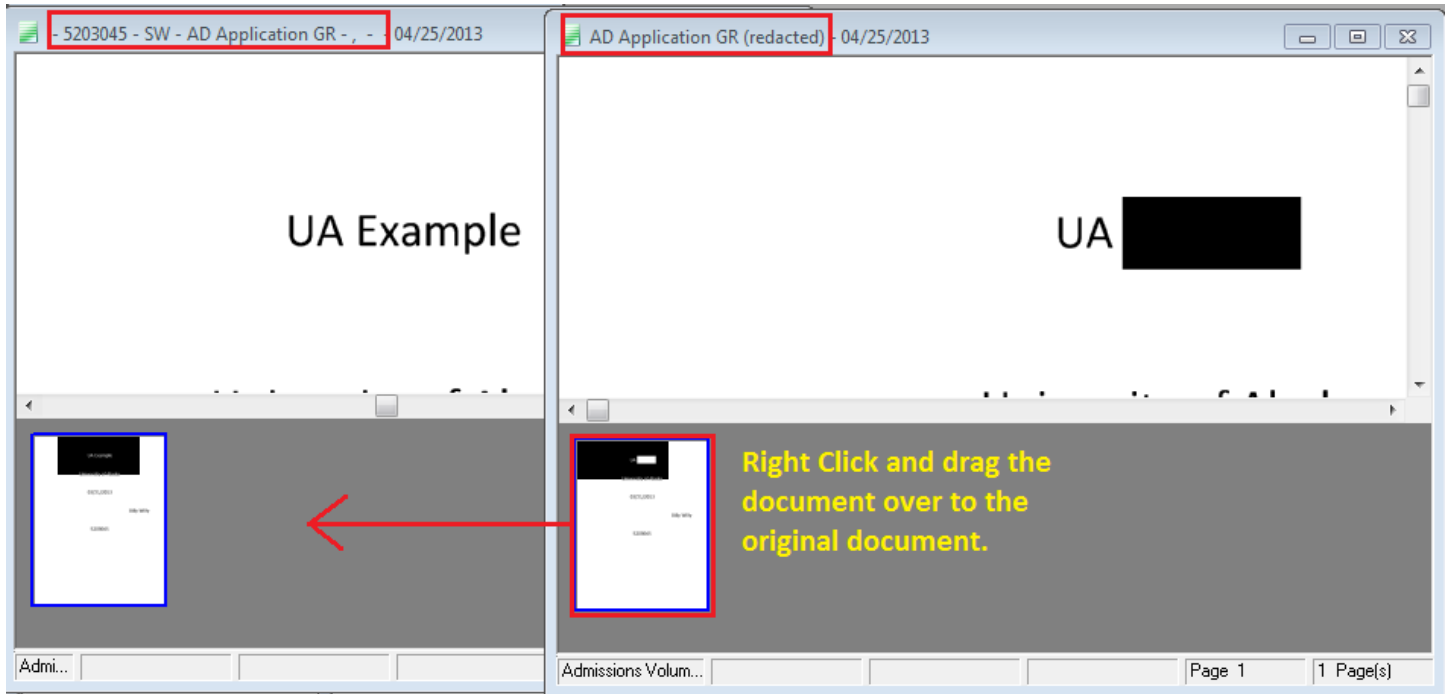 - 5203045 - SW - AD Application GR - , - - 04/25/2013
UA Example
Admi...
AD Application GR (redacted) - 04/25/2013
UA
Right Click and drag the
document over to the
original document.
Admissions Volum...
Page 1
1 Page(s)